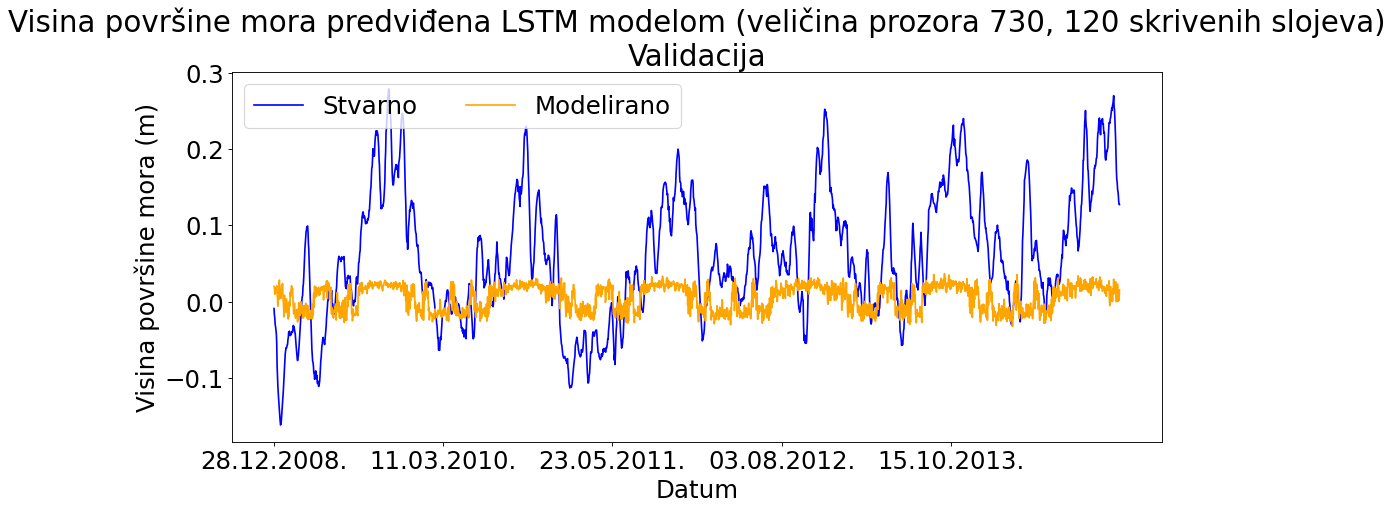 Visina površine mora predviđena LSTM modelom (veličina prozora 730, 120 skrivenih slojeva)
Validacija
Stvarno Modelirano
Visina površine mora (m)
0.3
0.2
0.1
0.0
−0.1
28.12.2008. 11.03.2010. 23.05.2011. 03.08.2012. 15.10.2013.
Datum